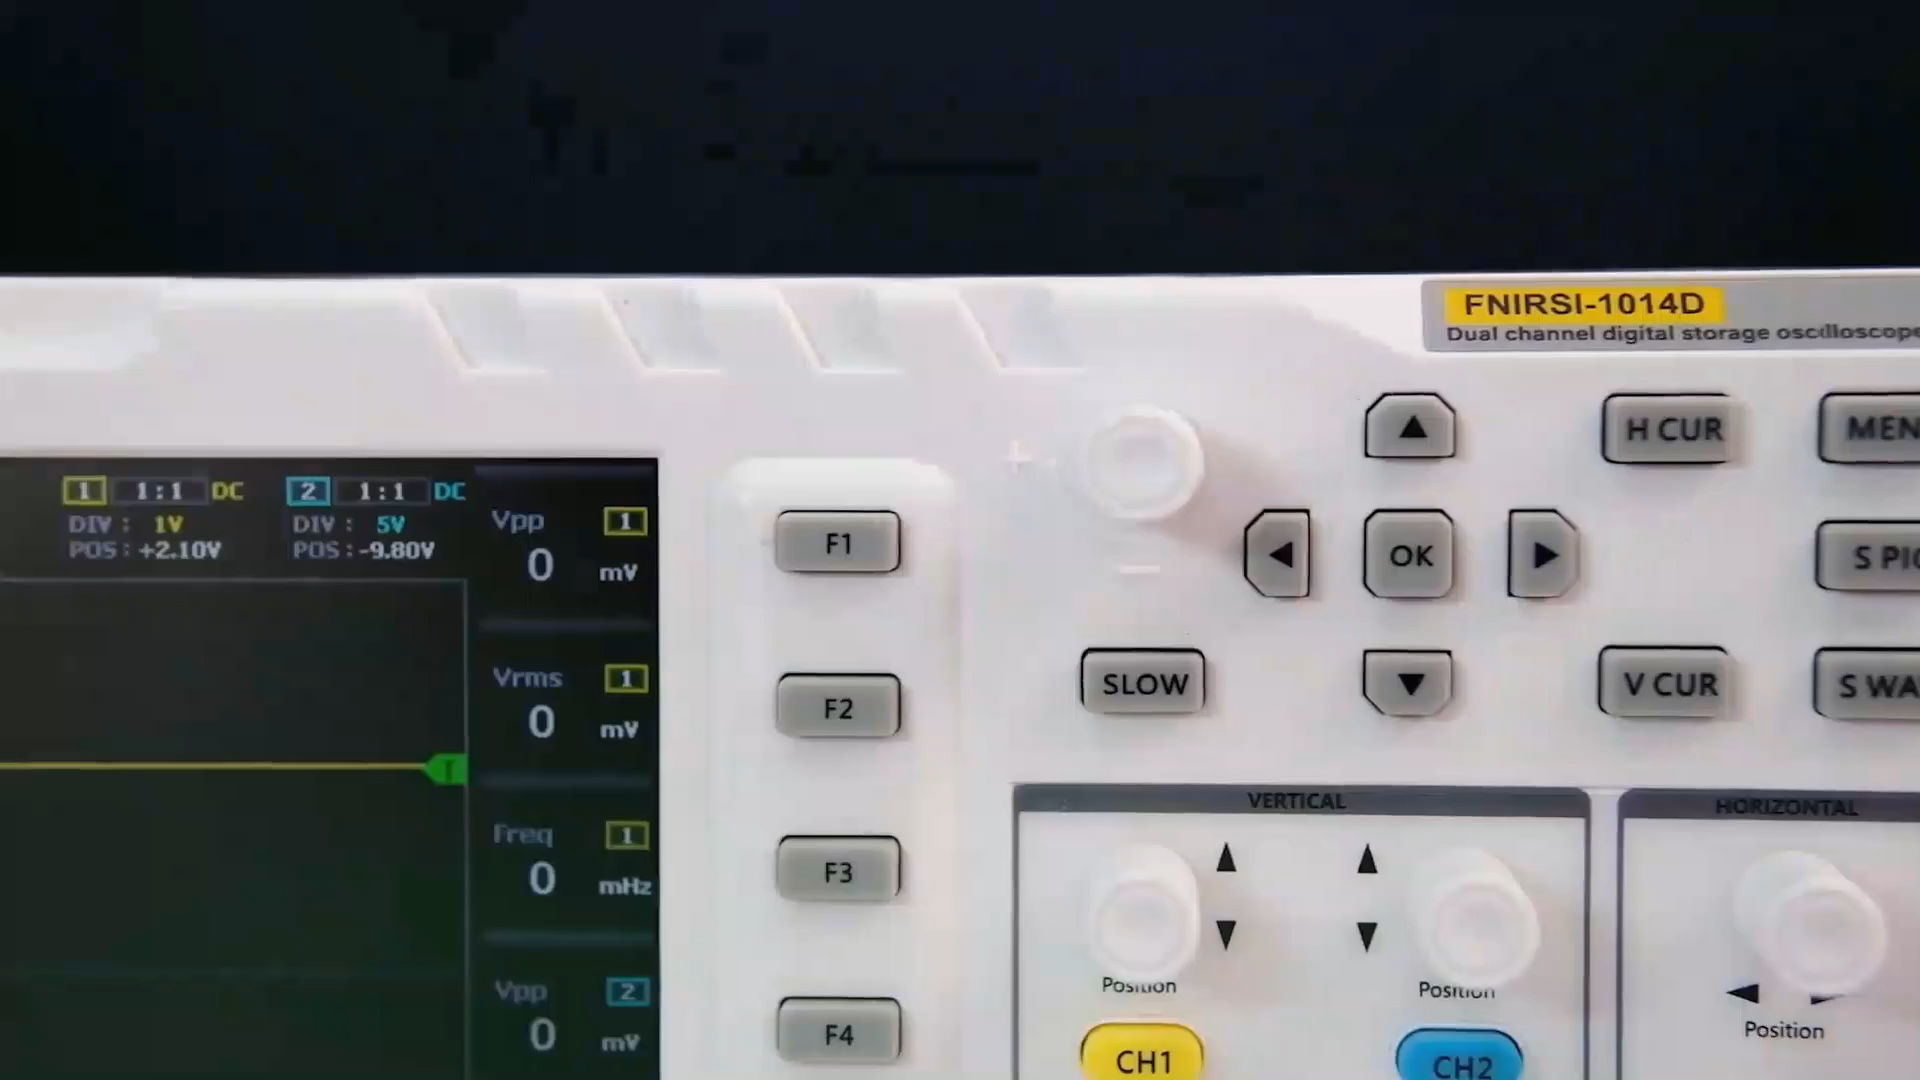 FNIRSI-1014D
Dual channel digital storage oscilloscope
H CUR
OK
SLOW
V CUR
1 1:1 DC
DIV: 1V
POS:+2.10V
2 1:1 DC
DIV: 5V
POS:-9.80V
Vpp 1
0 mV
Vrms 1
0 mV
Freq 1
0 mHz
Vpp 2
0 mV
T
F1
F2
F3
F4
VERTICAL
Position
Position
CH1
CH2
HORIZONTAL
Position